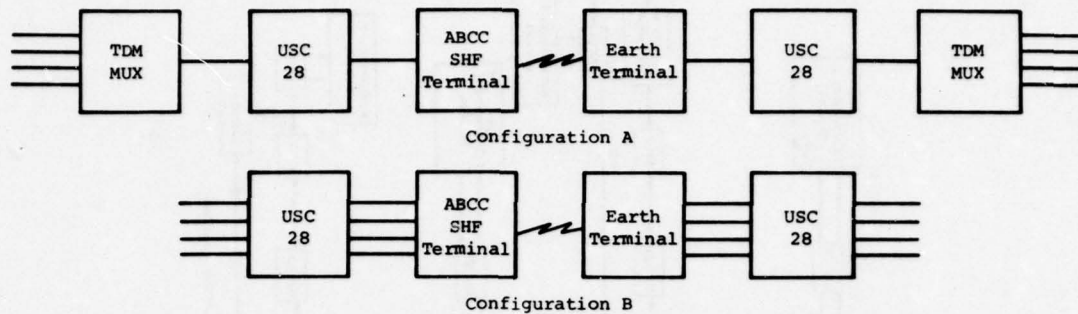 TDM
MUX
USC
28
ABCC
SHF
Terminal
Earth
Terminal
USC
28
TDM
MUX
Configuration A
USC
28
ABCC
SHF
Terminal
Earth
Terminal
USC
28
Configuration B